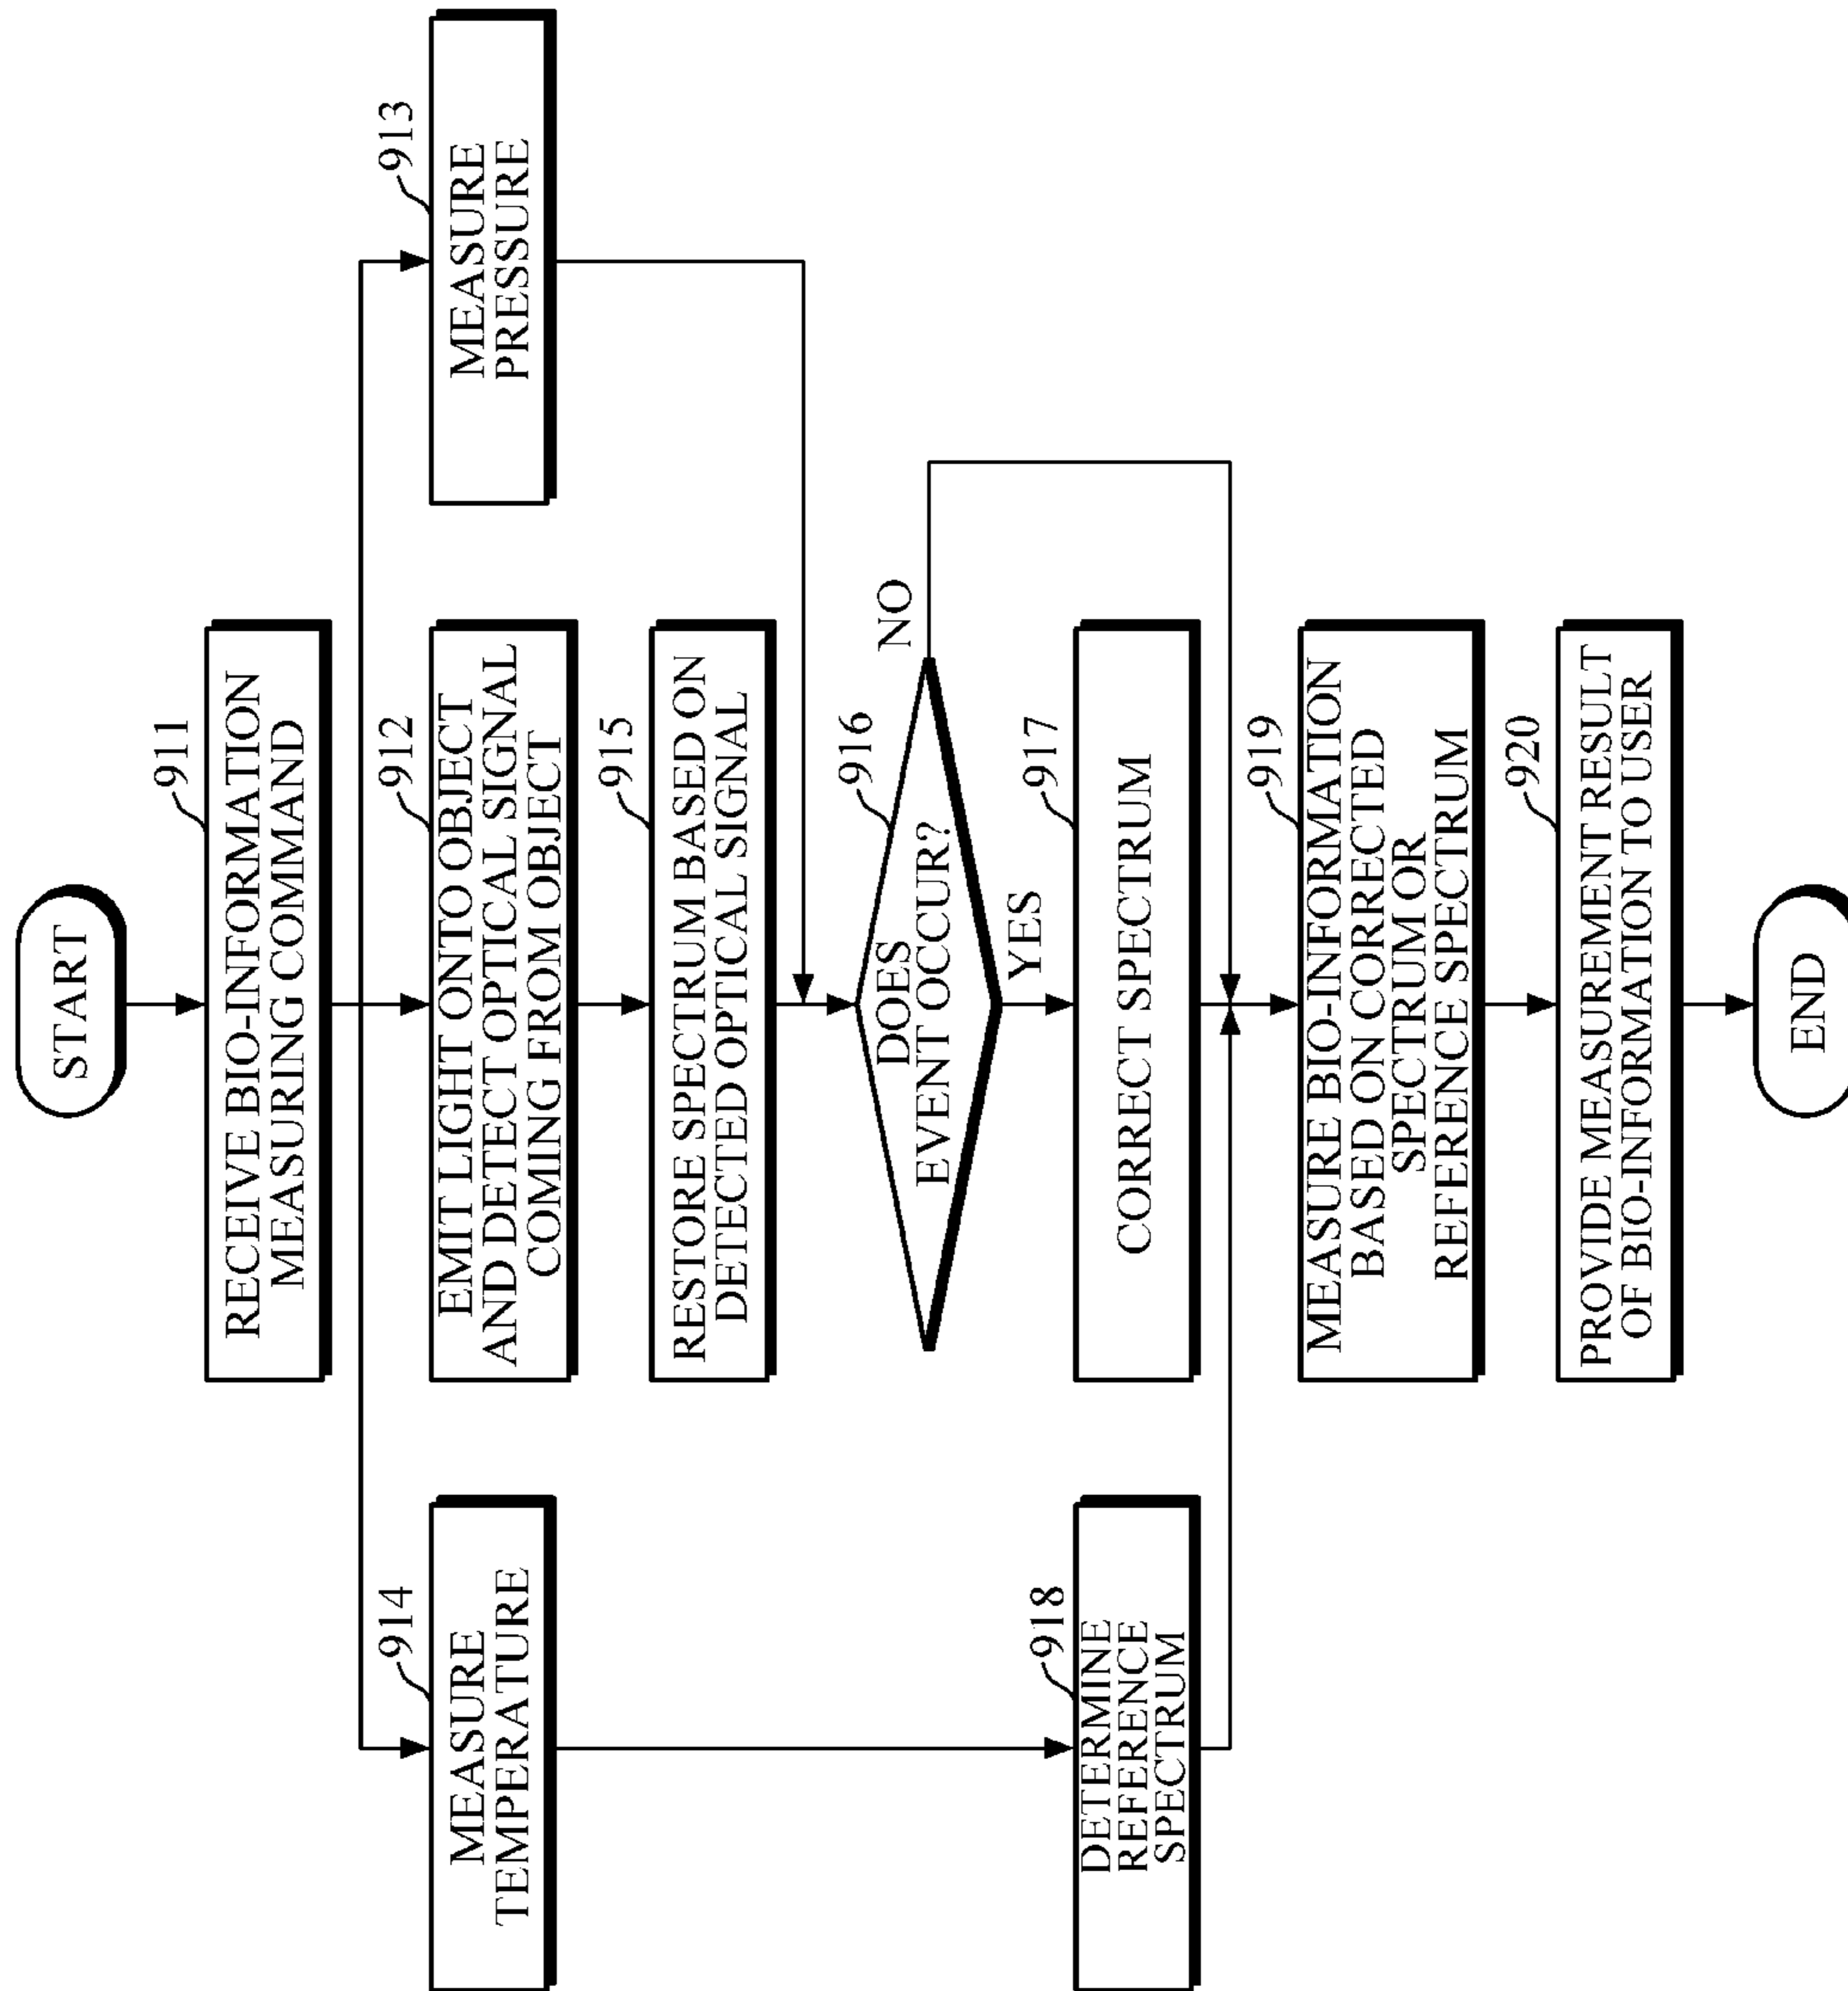 START
911
RECEIVE BIO-INFORMATION
MEASURING COMMAND
914
MEASURE
TEMPERATURE
912
EMIT LIGHT ONTO OBJECT
AND DETECT OPTICAL SIGNAL
COMING FROM OBJECT
913
MEASURE
PRESSURE
915
RESTORE SPECTRUM BASED ON
DETECTED OPTICAL SIGNAL
916
DOES
EVENT OCCUR?
NO
YES
918
DETERMINE
REFERENCE
SPECTRUM
917
CORRECT SPECTRUM
919
MEASURE BIO-INFORMATION
BASED ON CORRECTED
SPECTRUM OR
REFERENCE SPECTRUM
920
PROVIDE MEASUREMENT RESULT
OF BIO-INFORMATION TO USER
END